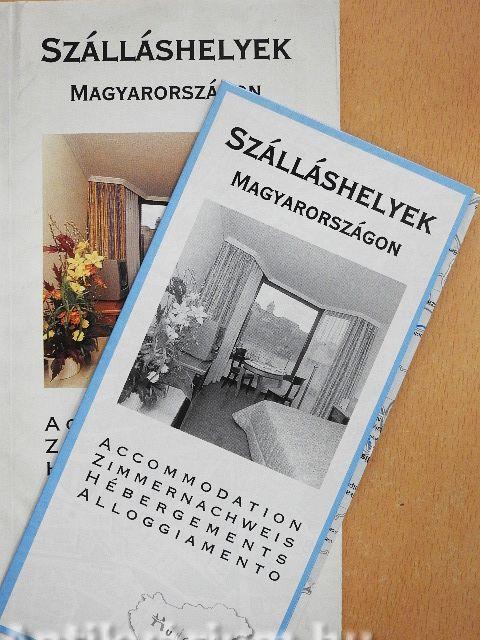 SZÁLLÁSHELYEK
MAGYARORSZÁGON
SZÁLLÁSHELYEK
MAGYARORSZÁGON
ACCOMMODATION
ZIMMERNACHWEIS
HÉBERGEMENTS
ALLOGGIAMENTO